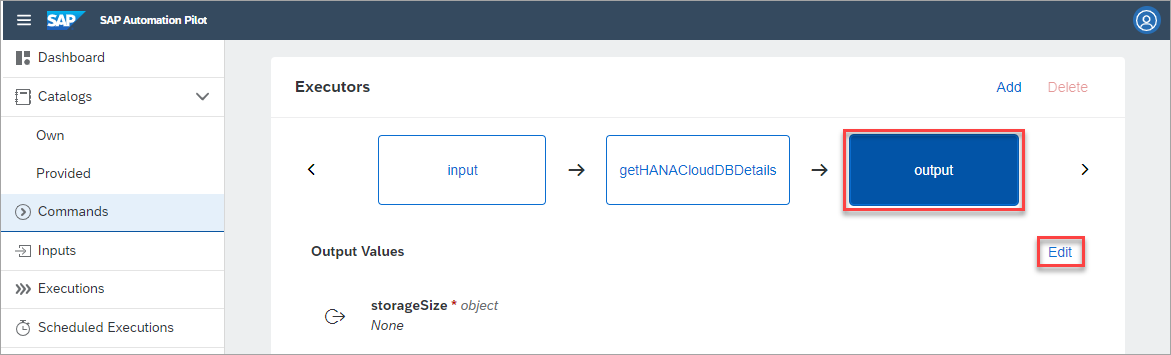 SAP SAP Automation Pilot
Dashboard
Catalogs
Own
Provided
Commands
Inputs
Executions
Scheduled Executions
Executors Add Delete
input getHANACloudDBDetails output
Output Values Edit
storageSize * object
None